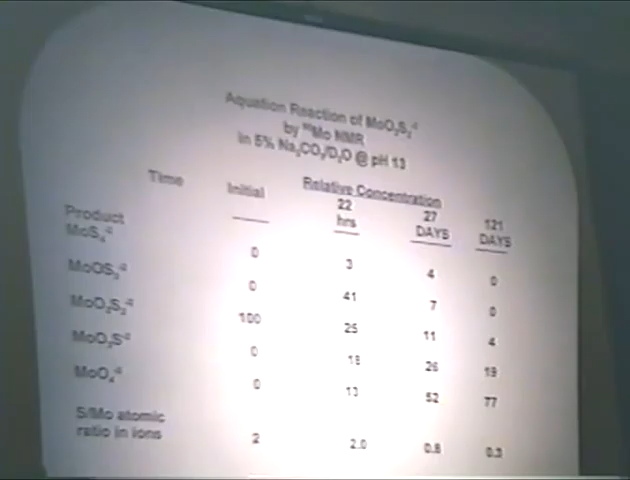 Aquation Reaction of MoO₂S₂⁻²
by ⁹⁵Mo NMR
in 5% Na₂CO₃/D₂O @ pH 13
Time Initial Relative Concentration
22 hrs 27 DAYS 121 DAYS
Product
MoS₄⁻² 0 3 4 0
MoOS₃⁻² 0 41 7 0
MoO₂S₂⁻² 100 25 11 4
MoO₃S⁻² 0 18 26 19
MoO₄⁻² 0 13 52 77
S/Mo atomic
ratio in ions 2 2.0 0.8 0.3